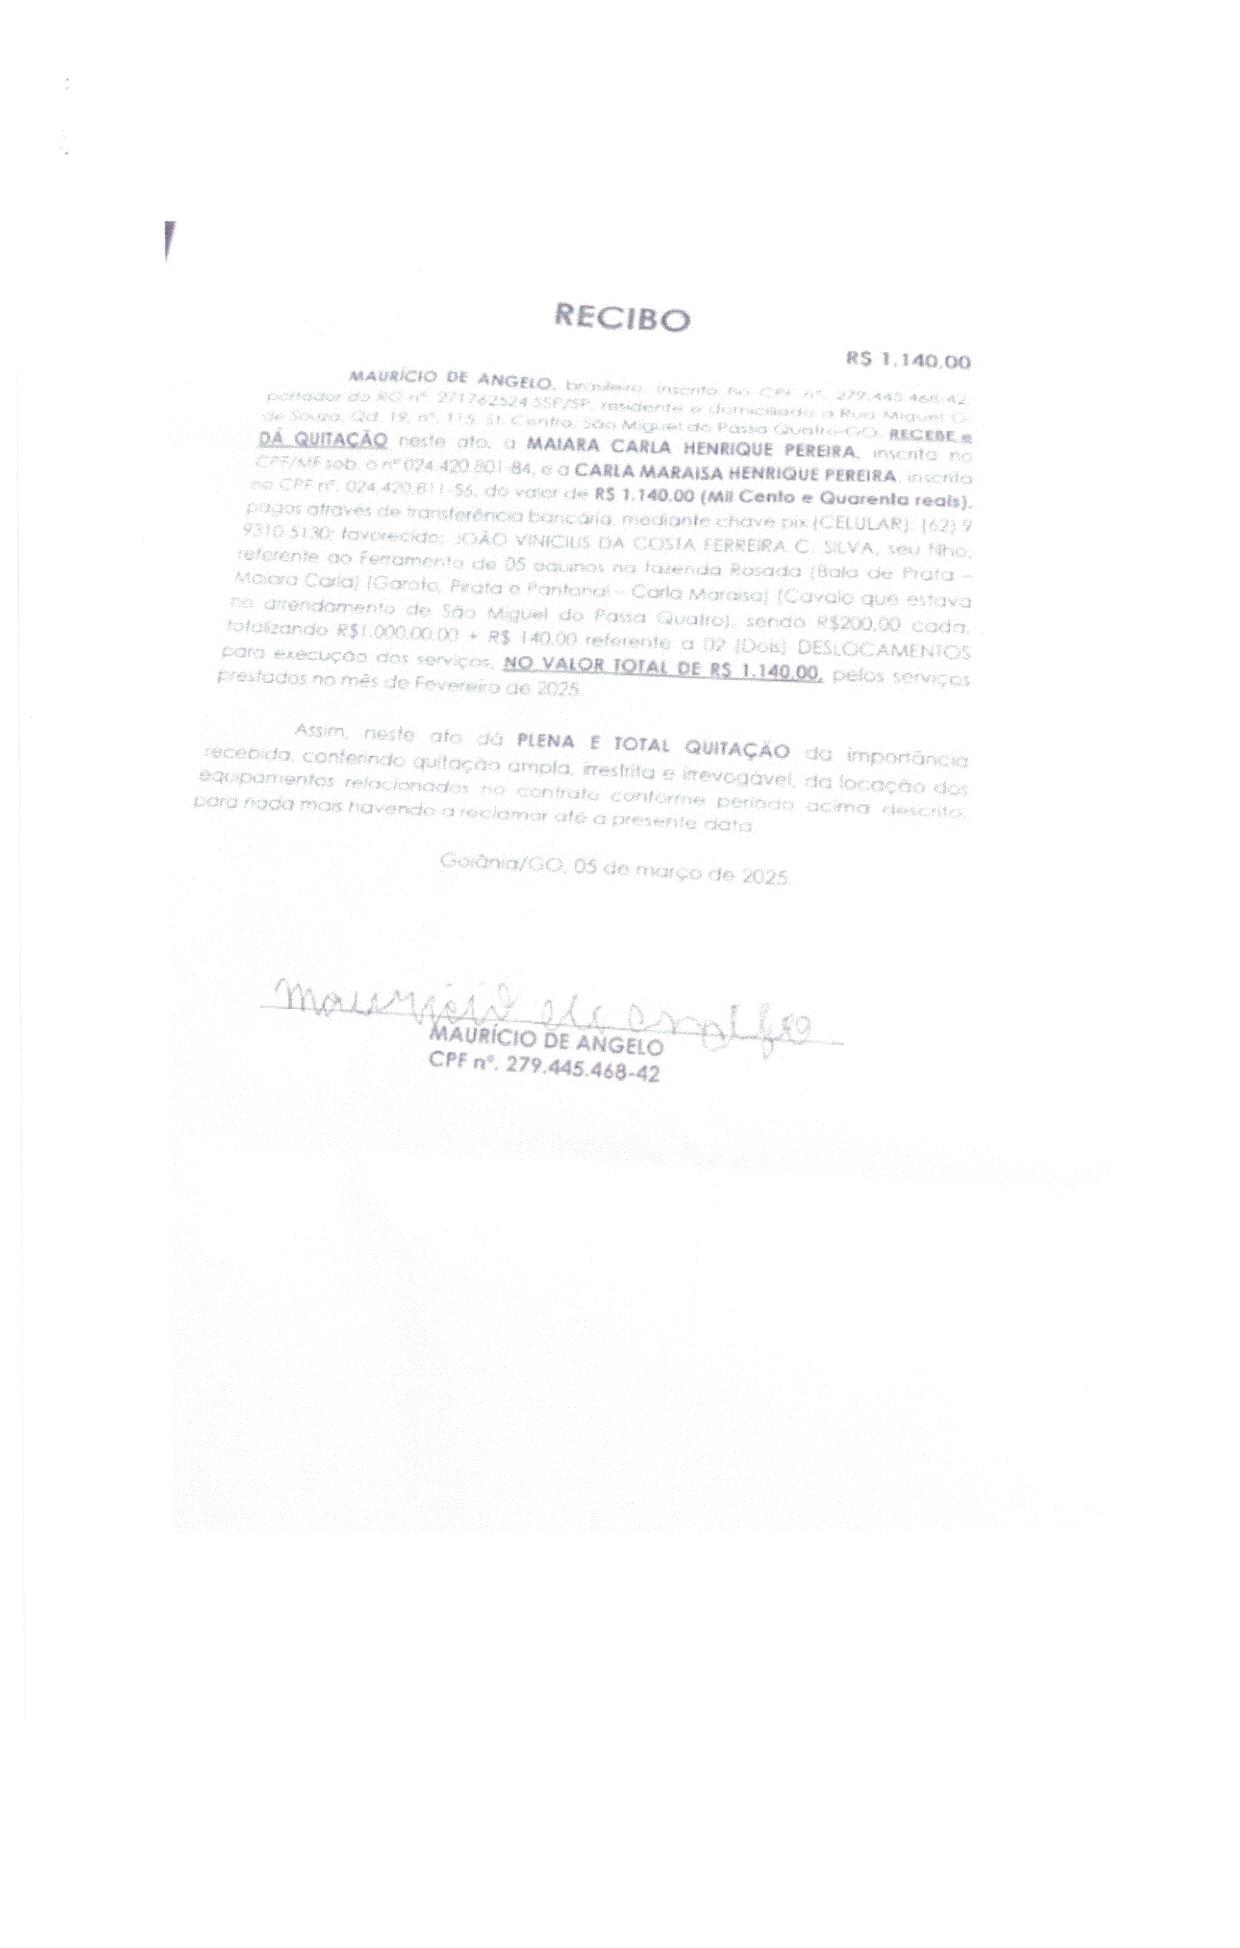 RECIBO
R$ 1.140,00
MAURÍCIO DE ANGELO, brasileiro, inscrito no CPF nº. 279.445.468-42,
portador do RG nº. 271762524 SSP/SP, residente e domiciliado a Rua Miguel G.
de Souza, Qd. 19, nº. 115, St. Centro, São Miguel do Passa Quatro-GO, RECEBE e
DÁ QUITAÇÃO neste ato, a MAIARA CARLA HENRIQUE PEREIRA, inscrita no
CPF/MF sob. o nº 024.420.801-84, e a CARLA MARAISA HENRIQUE PEREIRA, inscrita
no CPF nº. 024.420.811-56, do valor de R$ 1.140,00 (Mil Cento e Quarenta reais),
pagos através de transferência bancária, mediante chave pix (CELULAR): (62) 9
9310.5130; favorecido: JOÃO VINICIUS DA COSTA FERREIRA C. SILVA, seu filho,
referente ao Ferramento de 05 equinos na fazenda Rosada (Bala de Prata –
Maiara Carla) (Garoto, Pirata e Pantanal – Carla Maraisa) (Cavalo que estava
no arrendamento de São Miguel do Passa Quatro), sendo R$200,00 cada,
totalizando R$1.000,00,00 + R$ 140,00 referente a 02 (Dois) DESLOCAMENTOS
para execução dos serviços, NO VALOR TOTAL DE R$ 1.140,00, pelos serviços
prestados no mês de Fevereiro de 2025.
Assim, neste ato dá PLENA E TOTAL QUITAÇÃO da importância
recebida, conferindo quitação ampla, irrestrita e irrevogável, da locação dos
equipamentos relacionados no contrato conforme período acima descrito,
para nada mais havendo a reclamar até a presente data.
Goiânia/GO, 05 de março de 2025.
Mauricio de Angelo
MAURÍCIO DE ANGELO
CPF nº. 279.445.468-42